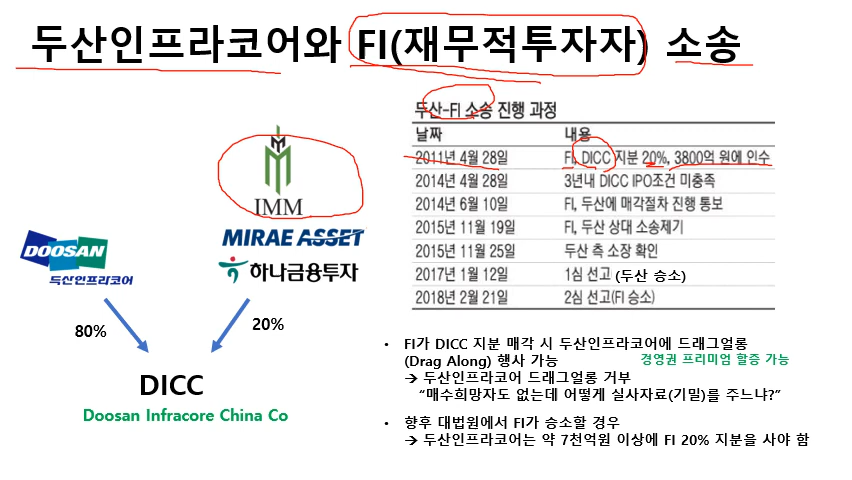 두산인프라코어와 FI(재무적투자자) 소송
두산-FI 소송 진행 과정
날짜 내용
2011년 4월 28일 FI, DICC 지분 20%, 3800억 원에 인수
2014년 4월 28일 3년내 DICC IPO조건 미충족
2014년 6월 10일 FI, 두산에 매각절차 진행 통보
2015년 11월 19일 FI, 두산 상대 소송제기
2015년 11월 25일 두산 측 소장 확인
2017년 1월 12일 1심 선고 (두산 승소)
2018년 2월 21일 2심 선고(FI 승소)
IMM
MIRAE ASSET
하나금융투자
DOOSAN
두산인프라코어
80%
20%
DICC
Doosan Infracore China Co
• FI가 DICC 지분 매각 시 두산인프라코어에 드래그얼롱
(Drag Along) 행사 가능 경영권 프리미엄 할증 가능
→ 두산인프라코어 드래그얼롱 거부
“매수희망자도 없는데 어떻게 실사자료(기밀)를 주느냐?”
• 향후 대법원에서 FI가 승소할 경우
→ 두산인프라코어는 약 7천억원 이상에 FI 20% 지분을 사야 함